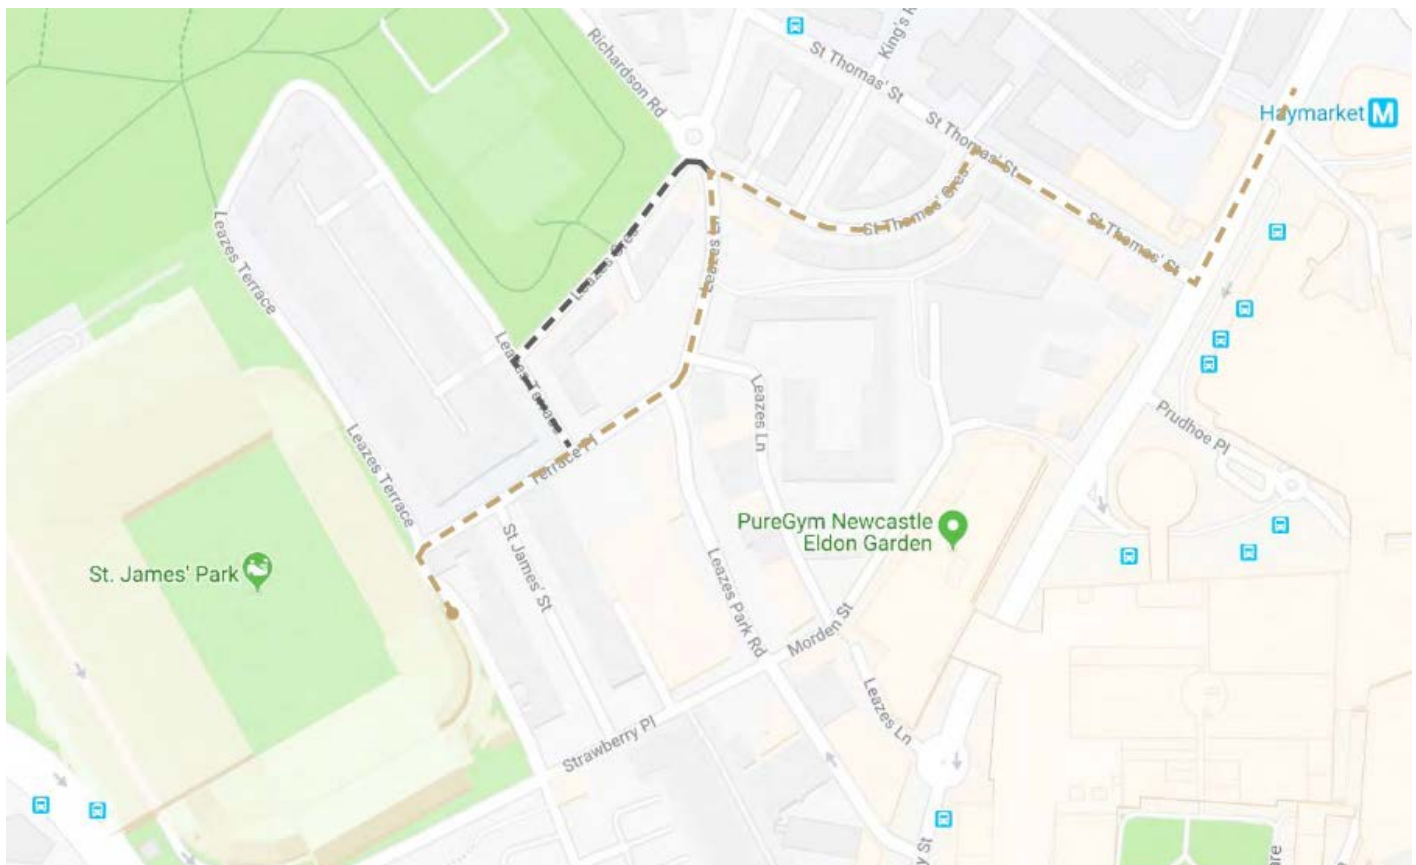 Richardson Rd
St Thomas' St
King's R
St Thomas' St
Haymarket M
St Thomas' Cres
St Thomas' St
Leazes Terrace
Leazes Cres
Leazes Ln
Leazes Terrace
Leazes Terrace
Terrace Pl
Leazes Ln
Prudhoe Pl
PureGym Newcastle
Eldon Garden
St. James' Park
St James' St
Leazes Park Rd
Morden St
Leazes Ln
Strawberry Pl
y St
are